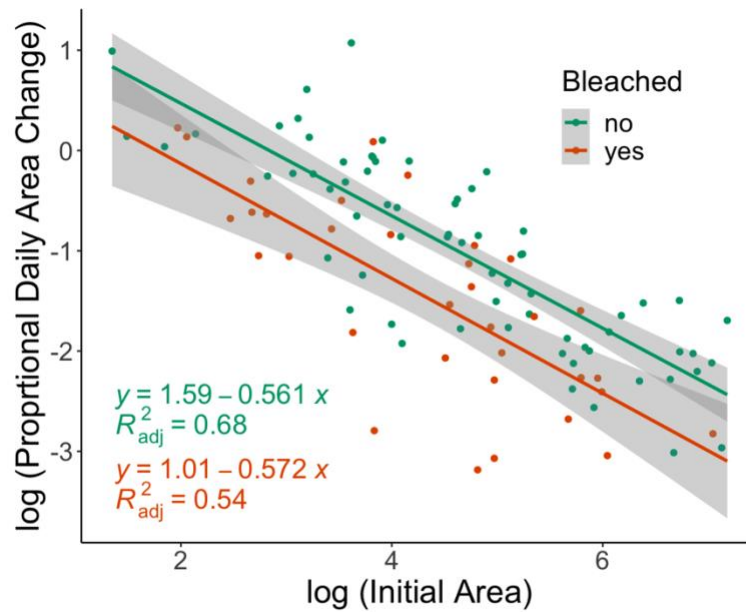 log (Proprtional Daily Area Change)
1
0
-1
-2
-3
Bleached
no
yes
y = 1.59 – 0.561 x
R²adj = 0.68
y = 1.01 – 0.572 x
R²adj = 0.54
2
4
6
log (Initial Area)